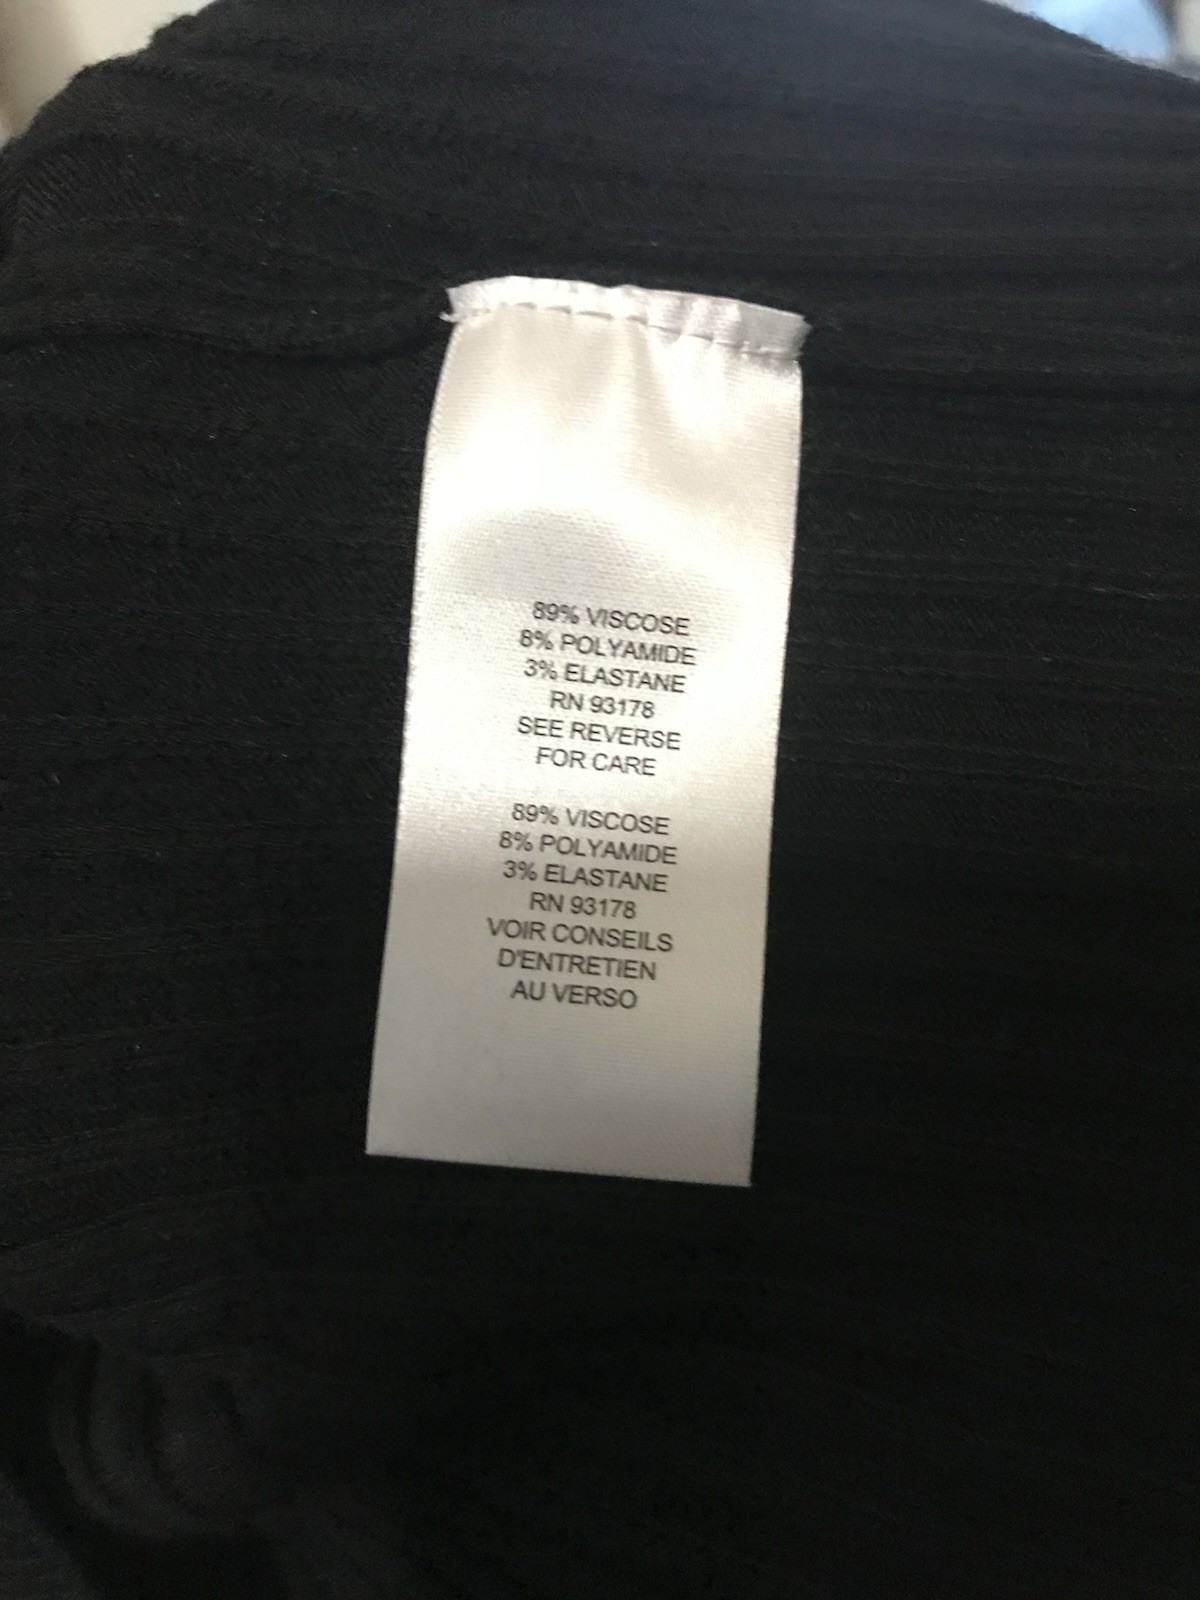 89% VISCOSE
8% POLYAMIDE
3% ELASTANE
RN 93178
SEE REVERSE
FOR CARE
89% VISCOSE
8% POLYAMIDE
3% ELASTANE
RN 93178
VOIR CONSEILS
D'ENTRETIEN
AU VERSO